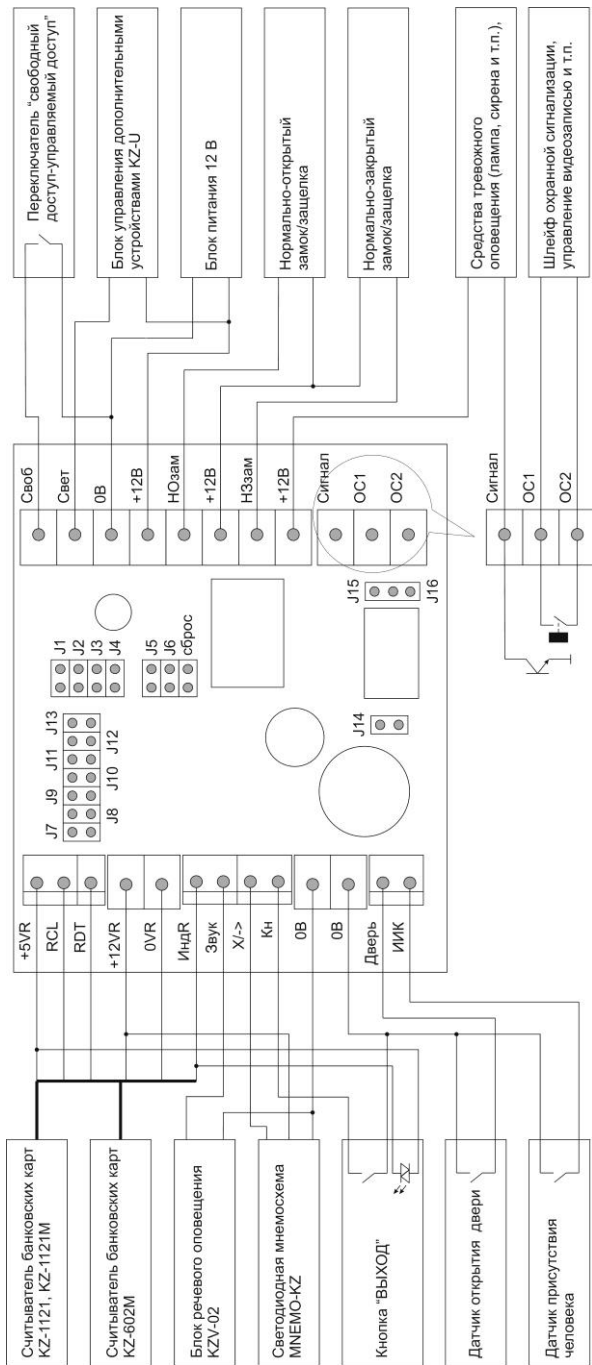 Переключатель "свободный
доступ-управляемый доступ"
Блок управления дополнительными
устройствами KZ-U
Блок питания 12 В
Нормально-открытый
замок/защелка
Нормально-закрытый
замок/защелка
Средства тревожного
оповещения (лампа, сирена и т.п.),
Шлейф охранной сигнализации,
управление видеозаписью и т.п.
Своб
Свет
0В
+12В
НОзам
+12В
НЗзам
+12В
Сигнал
ОС1
ОС2
Сигнал
ОС1
ОС2
J1
J2
J3
J4
J5
J6
сброс
J15
J16
J14
J13
J12
J11
J10
J9
J8
J7
+5VR
RCL
RDT
+12VR
0VR
ИндR
Звук
X/->
Кн
0В
0В
Дверь
ИИК
Считыватель банковских карт
KZ-1121, KZ-1121M
Считыватель банковских карт
KZ-602M
Блок речевого оповещения
KZV-02
Светодиодная мнемосхема
MNEMO-KZ
Кнопка "ВЫХОД"
Датчик открытия двери
Датчик присутствия
человека